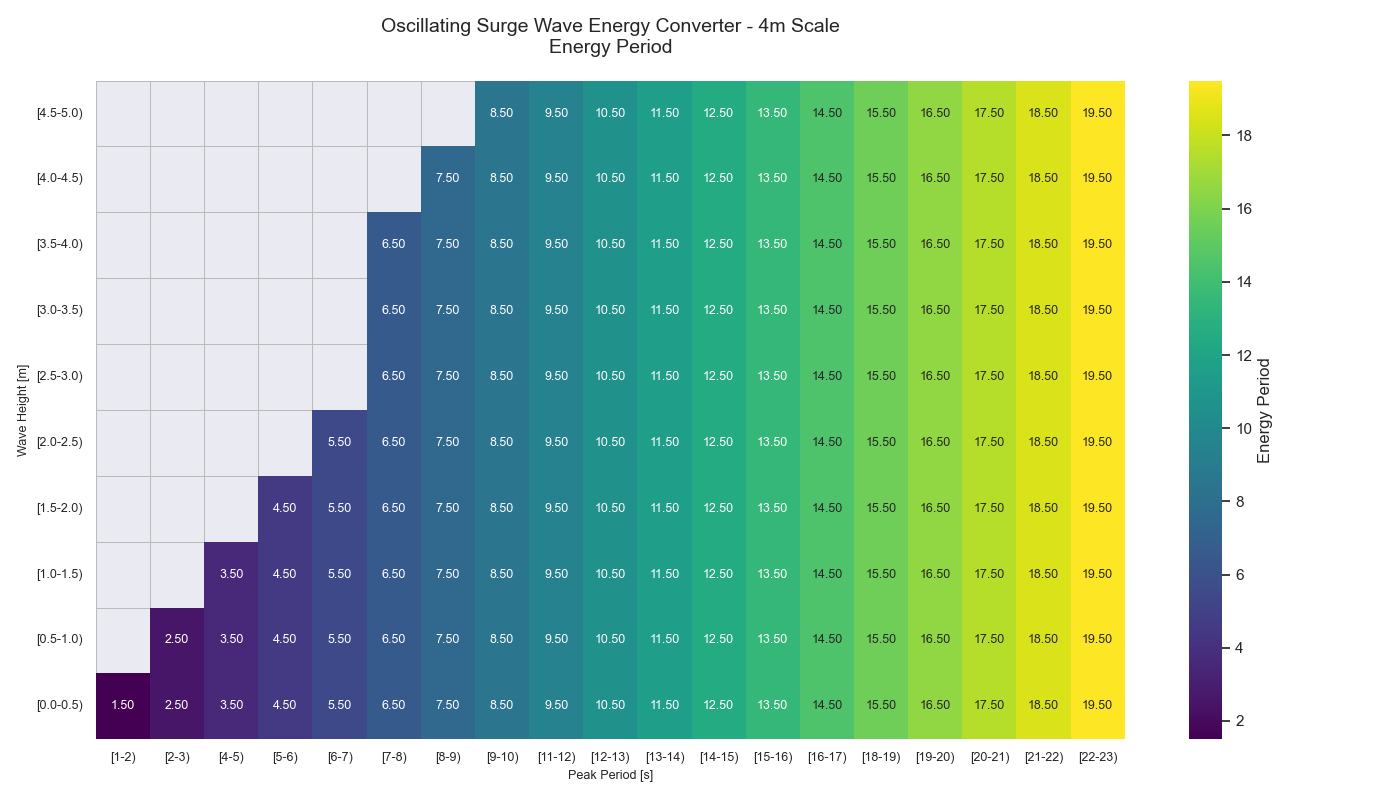 Oscillating Surge Wave Energy Converter - 4m Scale
Energy Period
[4.5-5.0) 8.50 9.50 10.50 11.50 12.50 13.50 14.50 15.50 16.50 17.50 18.50 19.50
[4.0-4.5) 7.50 8.50 9.50 10.50 11.50 12.50 13.50 14.50 15.50 16.50 17.50 18.50 19.50
[3.5-4.0) 6.50 7.50 8.50 9.50 10.50 11.50 12.50 13.50 14.50 15.50 16.50 17.50 18.50 19.50
[3.0-3.5) 6.50 7.50 8.50 9.50 10.50 11.50 12.50 13.50 14.50 15.50 16.50 17.50 18.50 19.50
[2.5-3.0) 6.50 7.50 8.50 9.50 10.50 11.50 12.50 13.50 14.50 15.50 16.50 17.50 18.50 19.50
[2.0-2.5) 5.50 6.50 7.50 8.50 9.50 10.50 11.50 12.50 13.50 14.50 15.50 16.50 17.50 18.50 19.50
[1.5-2.0) 4.50 5.50 6.50 7.50 8.50 9.50 10.50 11.50 12.50 13.50 14.50 15.50 16.50 17.50 18.50 19.50
[1.0-1.5) 3.50 4.50 5.50 6.50 7.50 8.50 9.50 10.50 11.50 12.50 13.50 14.50 15.50 16.50 17.50 18.50 19.50
[0.5-1.0) 2.50 3.50 4.50 5.50 6.50 7.50 8.50 9.50 10.50 11.50 12.50 13.50 14.50 15.50 16.50 17.50 18.50 19.50
[0.0-0.5) 1.50 2.50 3.50 4.50 5.50 6.50 7.50 8.50 9.50 10.50 11.50 12.50 13.50 14.50 15.50 16.50 17.50 18.50 19.50
[1-2) [2-3) [4-5) [5-6) [6-7) [7-8) [8-9) [9-10) [11-12) [12-13) [13-14) [14-15) [15-16) [16-17) [18-19) [19-20) [20-21) [21-22) [22-23)
Peak Period [s]
Wave Height [m]
18
16
14
12
10
8
6
4
2
Energy Period